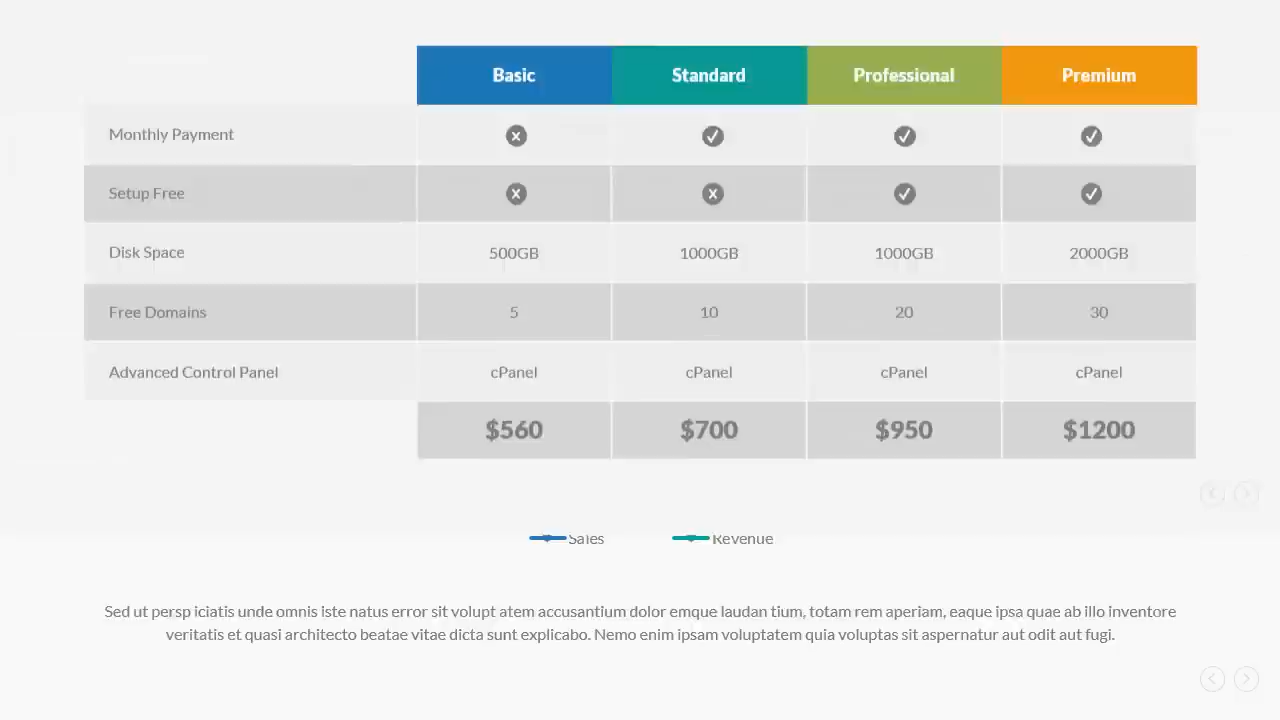 Basic Standard Professional Premium
Monthly Payment
Setup Free
Disk Space 500GB 1000GB 1000GB 2000GB
Free Domains 5 10 20 30
Advanced Control Panel cPanel cPanel cPanel cPanel
$560 $700 $950 $1200
Sales Revenue
Sed ut persp iciatis unde omnis iste natus error sit volupt atem accusantium dolor emque laudan tium, totam rem aperiam, eaque ipsa quae ab illo inventore
veritatis et quasi architecto beatae vitae dicta sunt explicabo. Nemo enim ipsam voluptatem quia voluptas sit aspernatur aut odit aut fugi.